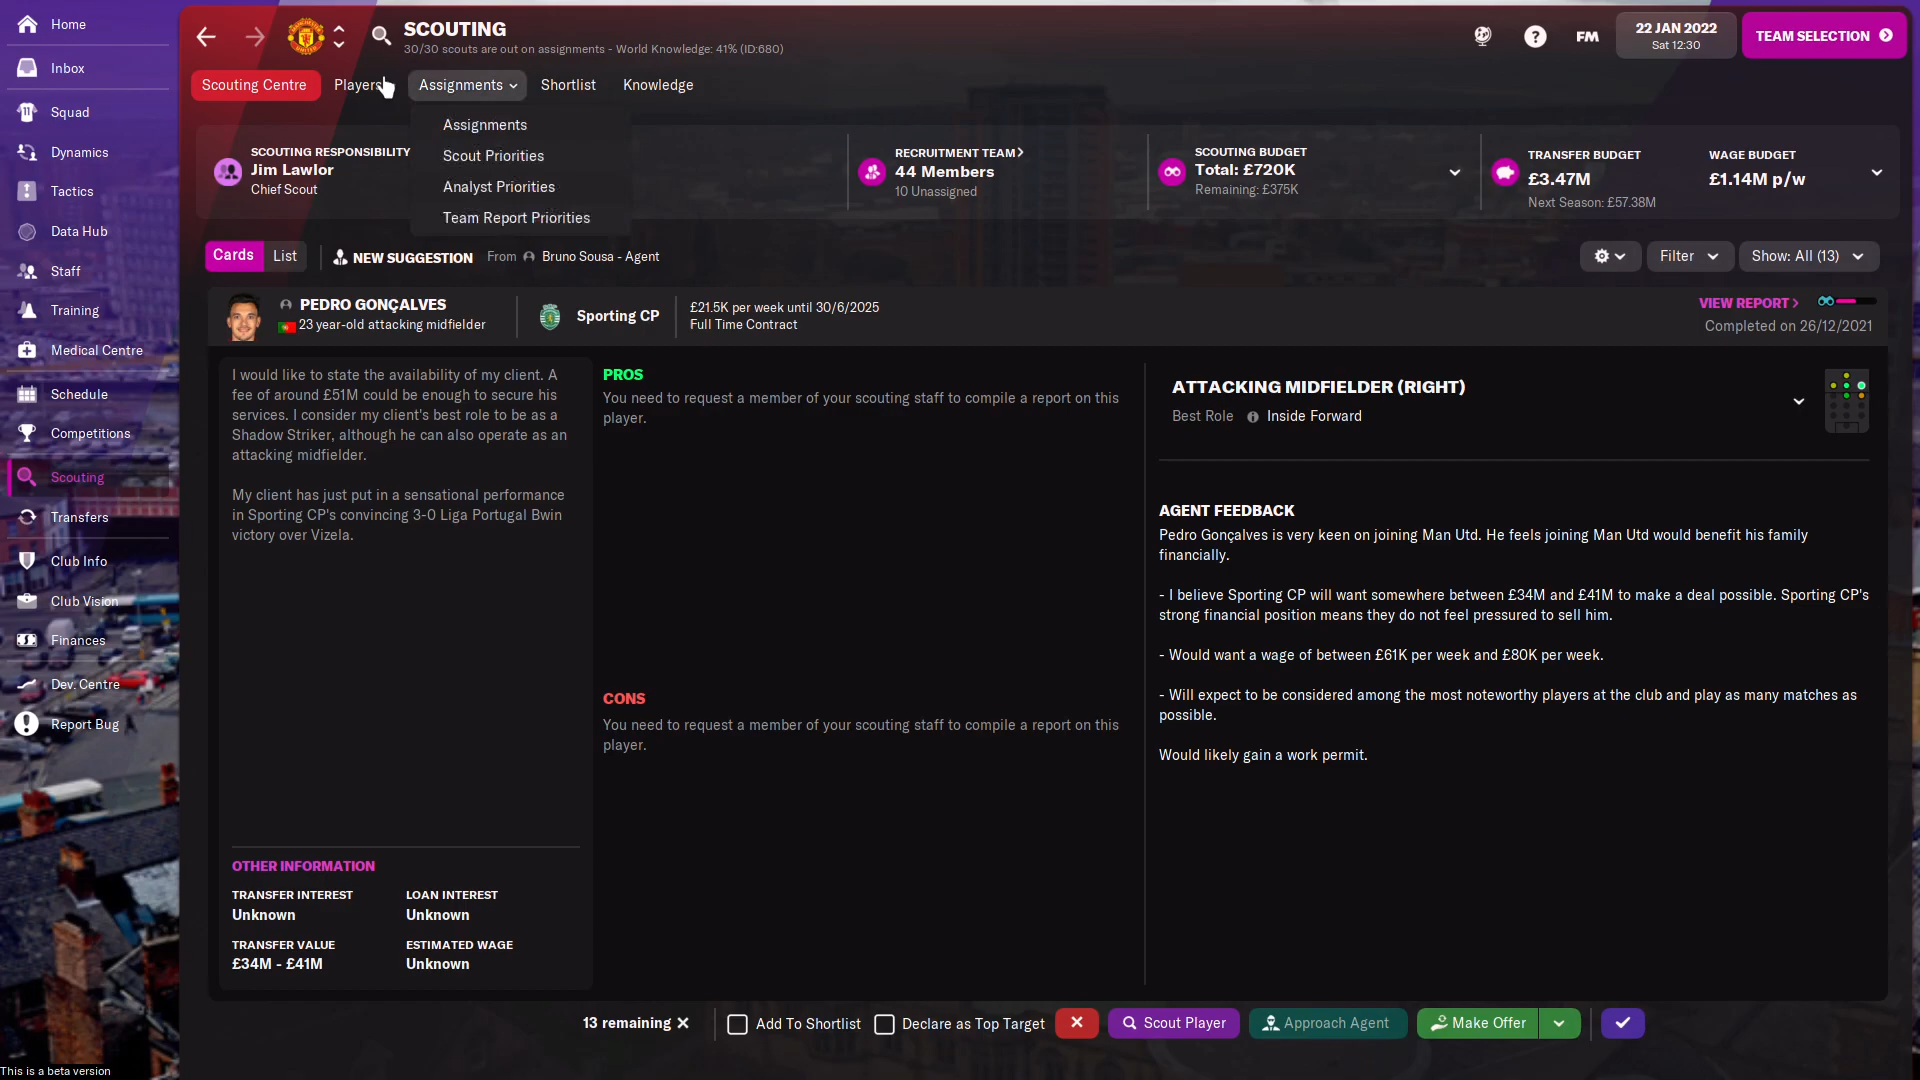 Home
Inbox
Squad
Dynamics
Tactics
Data Hub
Staff
Training
Medical Centre
Schedule
Competitions
Scouting
Transfers
Club Info
Club Vision
Finances
Dev. Centre
Report Bug
This is a beta version
SCOUTING
30/30 scouts are out on assignments - World Knowledge: 41% (ID:680)
FM
22 JAN 2022
Sat 12:30
TEAM SELECTION
Scouting Centre
Players
Assignments
Shortlist
Knowledge
Assignments
Scout Priorities
Analyst Priorities
Team Report Priorities
SCOUTING RESPONSIBILITY
Jim Lawlor
Chief Scout
RECRUITMENT TEAM
44 Members
10 Unassigned
SCOUTING BUDGET
Total: £720K
Remaining: £375K
TRANSFER BUDGET
£3.47M
Next Season: £57.38M
WAGE BUDGET
£1.14M p/w
Cards
List
NEW SUGGESTION From Bruno Sousa - Agent
Filter
Show: All (13)
PEDRO GONÇALVES
23 year-old attacking midfielder
Sporting CP
£21.5K per week until 30/6/2025
Full Time Contract
VIEW REPORT
Completed on 26/12/2021
I would like to state the availability of my client. A
fee of around £51M could be enough to secure his
services. I consider my client's best role to be as a
Shadow Striker, although he can also operate as an
attacking midfielder.
My client has just put in a sensational performance
in Sporting CP's convincing 3-0 Liga Portugal Bwin
victory over Vizela.
OTHER INFORMATION
TRANSFER INTEREST
Unknown
LOAN INTEREST
Unknown
TRANSFER VALUE
£34M - £41M
ESTIMATED WAGE
Unknown
PROS
You need to request a member of your scouting staff to compile a report on this
player.
CONS
You need to request a member of your scouting staff to compile a report on this
player.
ATTACKING MIDFIELDER (RIGHT)
Best Role Inside Forward
AGENT FEEDBACK
Pedro Gonçalves is very keen on joining Man Utd. He feels joining Man Utd would benefit his family
financially.
- I believe Sporting CP will want somewhere between £34M and £41M to make a deal possible. Sporting CP's
strong financial position means they do not feel pressured to sell him.
- Would want a wage of between £61K per week and £80K per week.
- Will expect to be considered among the most noteworthy players at the club and play as many matches as
possible.
Would likely gain a work permit.
13 remaining
Add To Shortlist
Declare as Top Target
Scout Player
Approach Agent
Make Offer